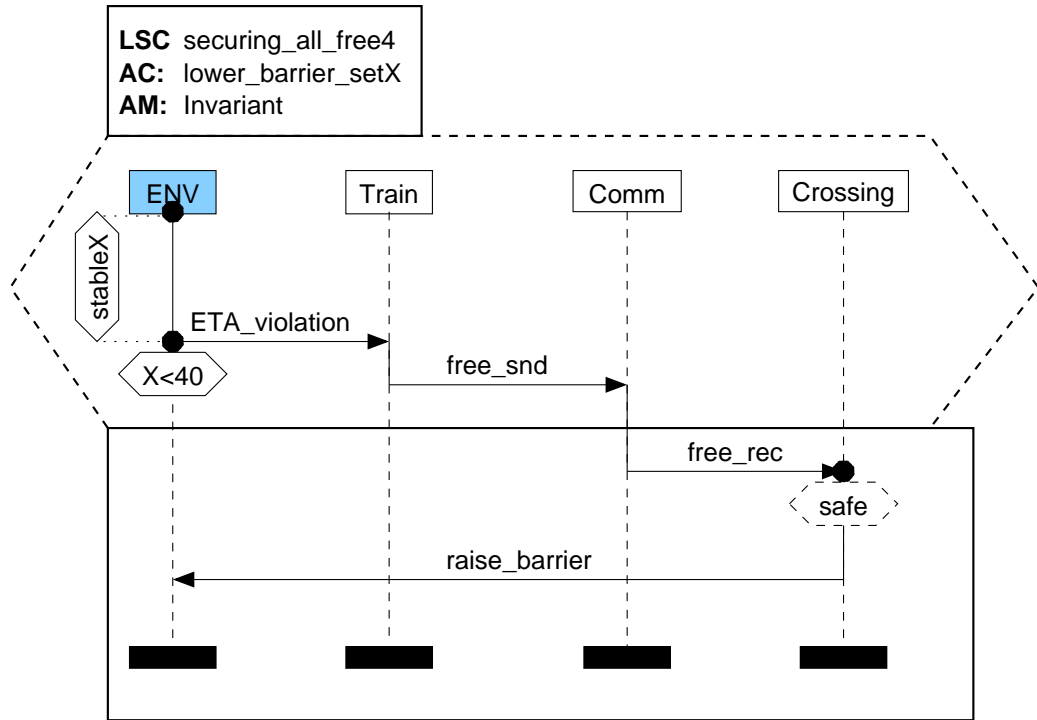 LSC securing_all_free4
AC: lower_barrier_setX
AM: Invariant
ENV Train Comm Crossing
stableX
ETA_violation
X<40
free_snd
free_rec
safe
raise_barrier